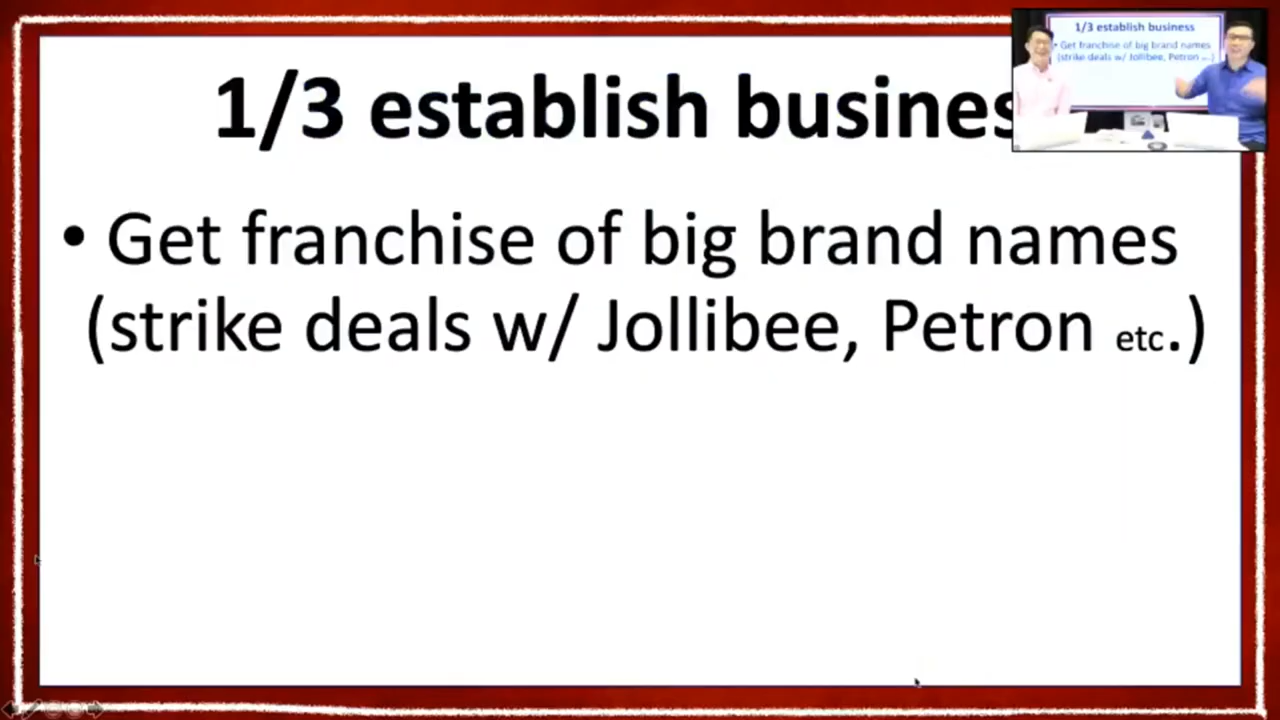 1/3 establish busines
• Get franchise of big brand names
(strike deals w/ Jollibee, Petron etc.)
1/3 establish business
• Get franchise of big brand names
(strike deals w/ Jollibee, Petron etc.)